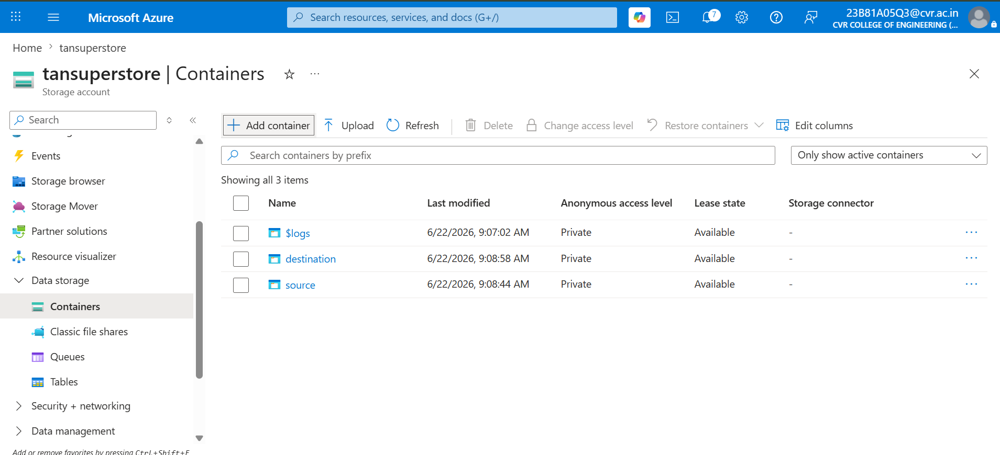 Microsoft Azure
Search resources, services, and docs (G+/)
7
23B81A05Q3@cvr.ac.in
CVR COLLEGE OF ENGINEERING (...
Home > tansuperstore
tansuperstore | Containers
Storage account
Search
Events
Storage browser
Storage Mover
Partner solutions
Resource visualizer
Data storage
Containers
Classic file shares
Queues
Tables
Security + networking
Data management
Add or remove favorites by pressing Ctrl+Shift+F
Add container Upload Refresh Delete Change access level Restore containers Edit columns
Search containers by prefix
Only show active containers
Showing all 3 items
Name Last modified Anonymous access level Lease state Storage connector
$logs 6/22/2026, 9:07:02 AM Private Available -
destination 6/22/2026, 9:08:58 AM Private Available -
source 6/22/2026, 9:08:44 AM Private Available -